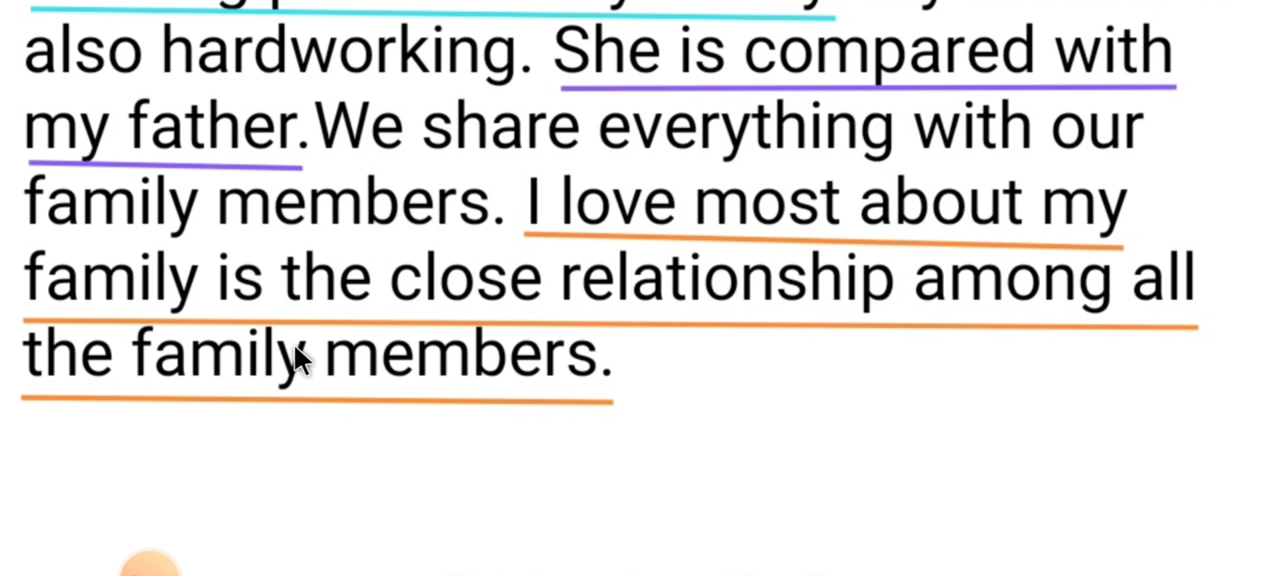 also hardworking. She is compared with
my father.We share everything with our
family members. I love most about my
family is the close relationship among all
the family members.